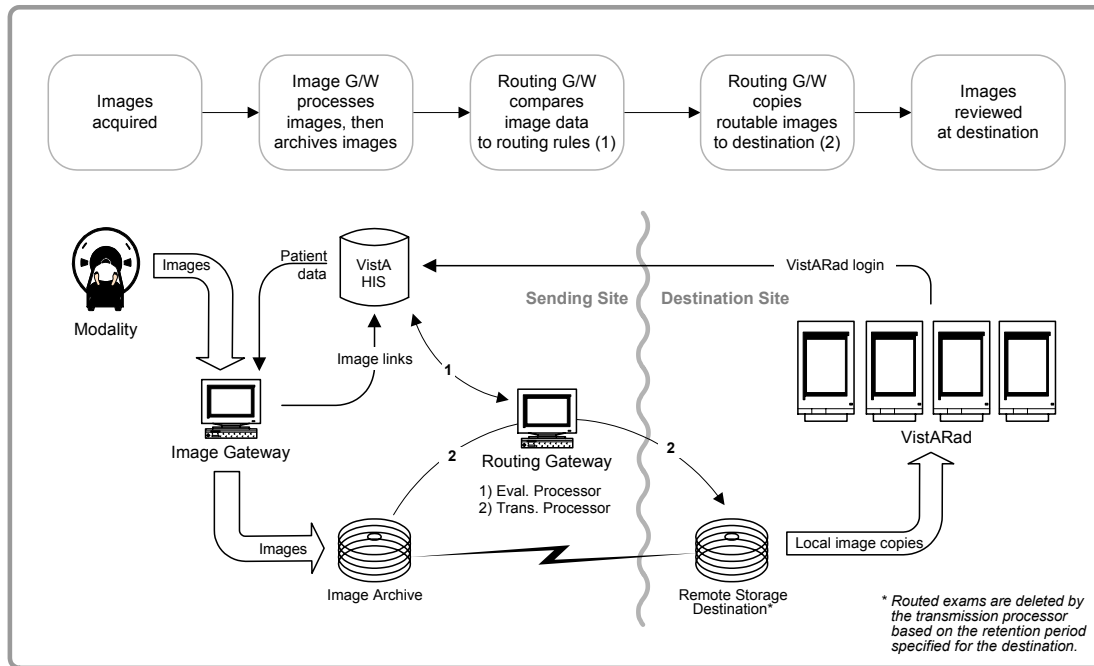 Images
acquired
Image G/W
processes
images, then
archives images
Routing G/W
compares
image data
to routing rules (1)
Routing G/W
copies
routable images
to destination (2)
Images
reviewed
at destination
Images
Modality
Patient
data
VistA
HIS
VistARad login
Sending Site
Destination Site
Image links
1
Image Gateway
2
Routing Gateway
1) Eval. Processor
2) Trans. Processor
2
VistARad
Images
Image Archive
Remote Storage
Destination*
Local image copies
* Routed exams are deleted by
the transmission processor
based on the retention period
specified for the destination.